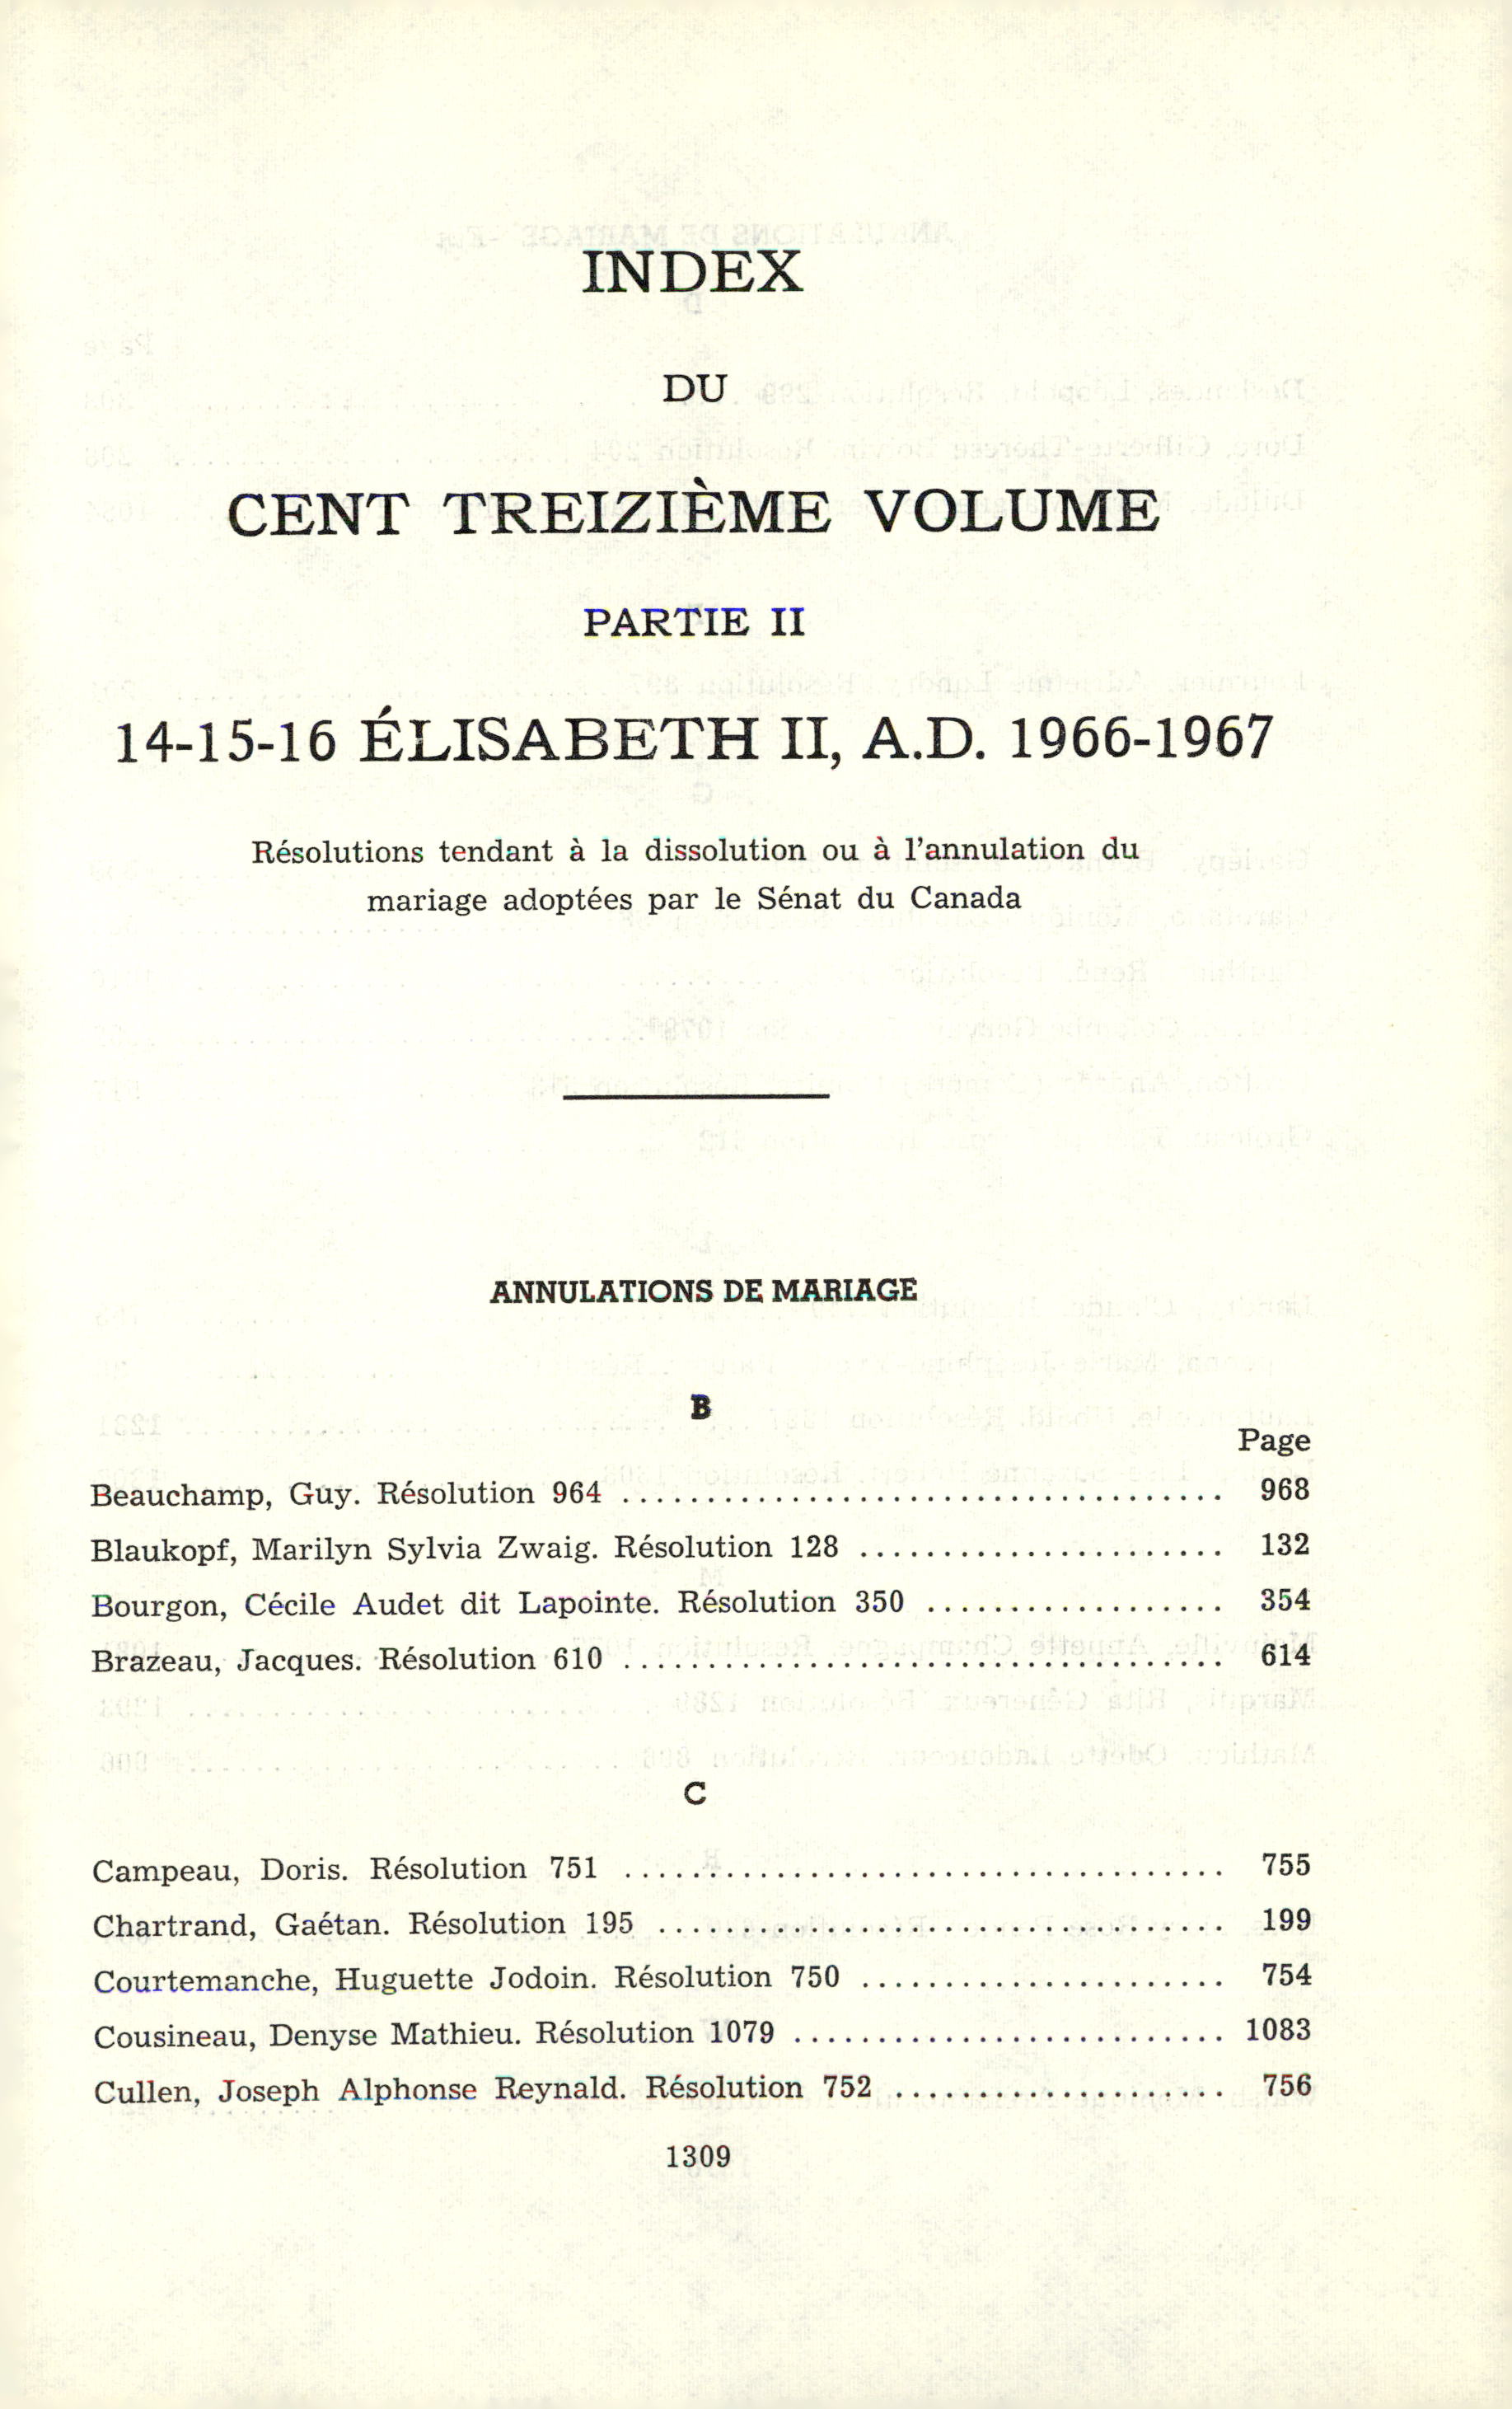 INDEX
DU
CENT TREIZIÈME VOLUME
PARTIE II
14-15-16 ÉLISABETH II, A.D. 1966-1967
Résolutions tendant à la dissolution ou à l'annulation du
mariage adoptées par le Sénat du Canada
ANNULATIONS DE MARIAGE
B
Page
Beauchamp, Guy. Résolution 964 .................................... 968
Blaukopf, Marilyn Sylvia Zwaig. Résolution 128 ...................... 132
Bourgon, Cécile Audet dit Lapointe. Résolution 350 .................. 354
Brazeau, Jacques. Résolution 610 .................................... 614
C
Campeau, Doris. Résolution 751 .................................... 755
Chartrand, Gaétan. Résolution 195 .................................. 199
Courtemanche, Huguette Jodoin. Résolution 750 ...................... 754
Cousineau, Denyse Mathieu. Résolution 1079 .......................... 1083
Cullen, Joseph Alphonse Reynald. Résolution 752 .................... 756
1309